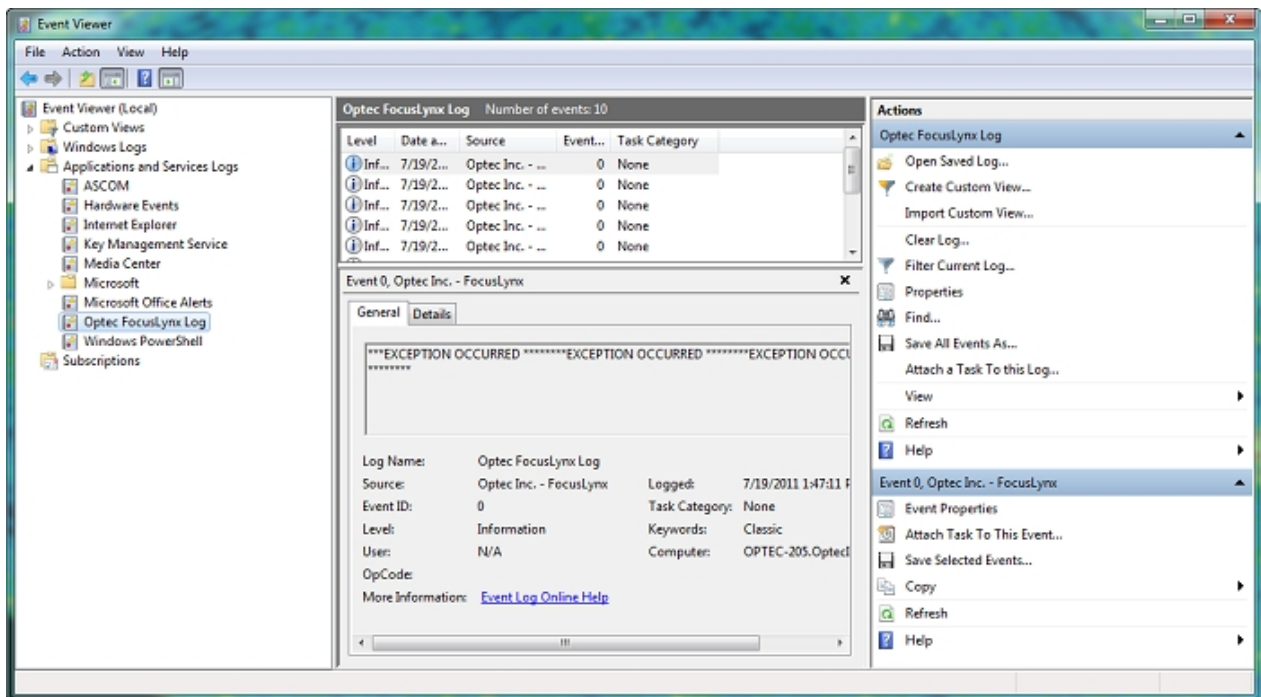 Event Viewer
File Action View Help
Event Viewer (Local)
Custom Views
Windows Logs
Applications and Services Logs
ASCOM
Hardware Events
Internet Explorer
Key Management Service
Media Center
Microsoft
Microsoft Office Alerts
Optec FocusLynx Log
Windows PowerShell
Subscriptions
Optec FocusLynx Log Number of events: 10
Level Date a... Source Event... Task Category
Inf... 7/19/2... Optec Inc. - ... 0 None
Inf... 7/19/2... Optec Inc. - ... 0 None
Inf... 7/19/2... Optec Inc. - ... 0 None
Inf... 7/19/2... Optec Inc. - ... 0 None
Inf... 7/19/2... Optec Inc. - ... 0 None
Event 0, Optec Inc. - FocusLynx
General Details
***EXCEPTION OCCURRED ********EXCEPTION OCCURRED ********EXCEPTION OCCU
********
Log Name: Optec FocusLynx Log
Source: Optec Inc. - FocusLynx Logged: 7/19/2011 1:47:11 P
Event ID: 0 Task Category: None
Level: Information Keywords: Classic
User: N/A Computer: OPTEC-205.OptecI
OpCode:
More Information: Event Log Online Help
Actions
Optec FocusLynx Log
Open Saved Log...
Create Custom View...
Import Custom View...
Clear Log...
Filter Current Log...
Properties
Find...
Save All Events As...
Attach a Task To this Log...
View
Refresh
Help
Event 0, Optec Inc. - FocusLynx
Event Properties
Attach Task To This Event...
Save Selected Events...
Copy
Refresh
Help